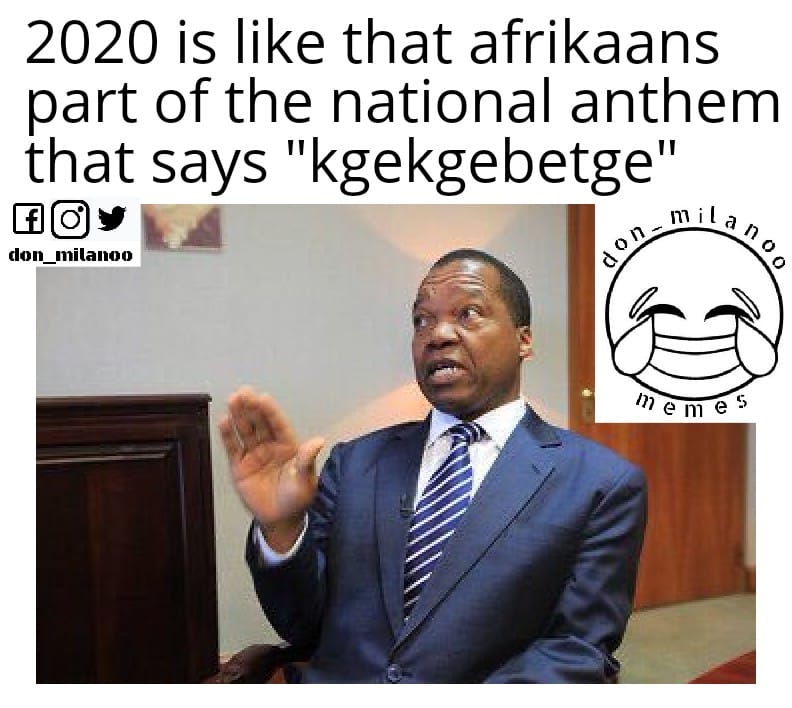 2020 is like that afrikaans
part of the national anthem
that says "kgekgebetge"
don_milanoo
don_milanoo
memes